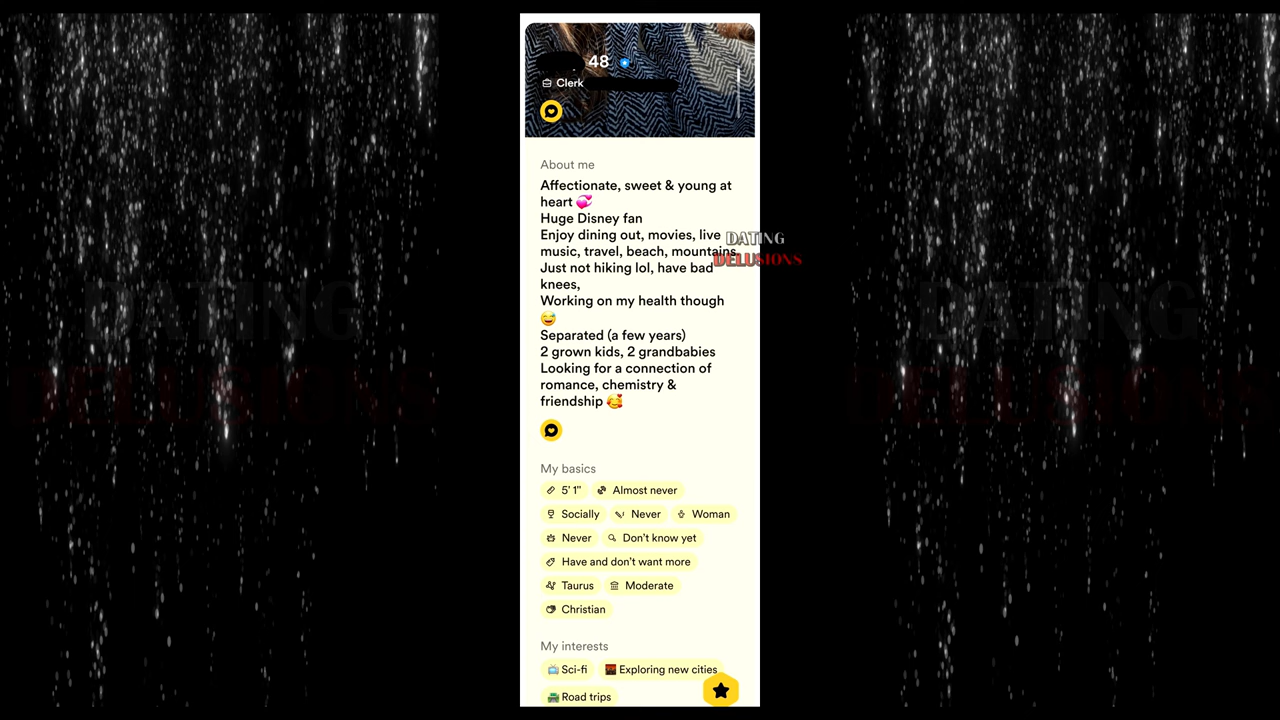 48
Clerk
About me
Affectionate, sweet & young at
heart 💞
Huge Disney fan
Enjoy dining out, movies, live
music, travel, beach, mountains,
Just not hiking lol, have bad
knees,
Working on my health though
😅
Separated (a few years)
2 grown kids, 2 grandbabies
Looking for a connection of
romance, chemistry &
friendship 🥰
DATING
DELUSIONS
My basics
5' 1"
Almost never
Socially
Never
Woman
Never
Don't know yet
Have and don't want more
Taurus
Moderate
Christian
My interests
Sci-fi
Exploring new cities
Road trips
DATING
DELUSIONS
DATING
DELUSIONS